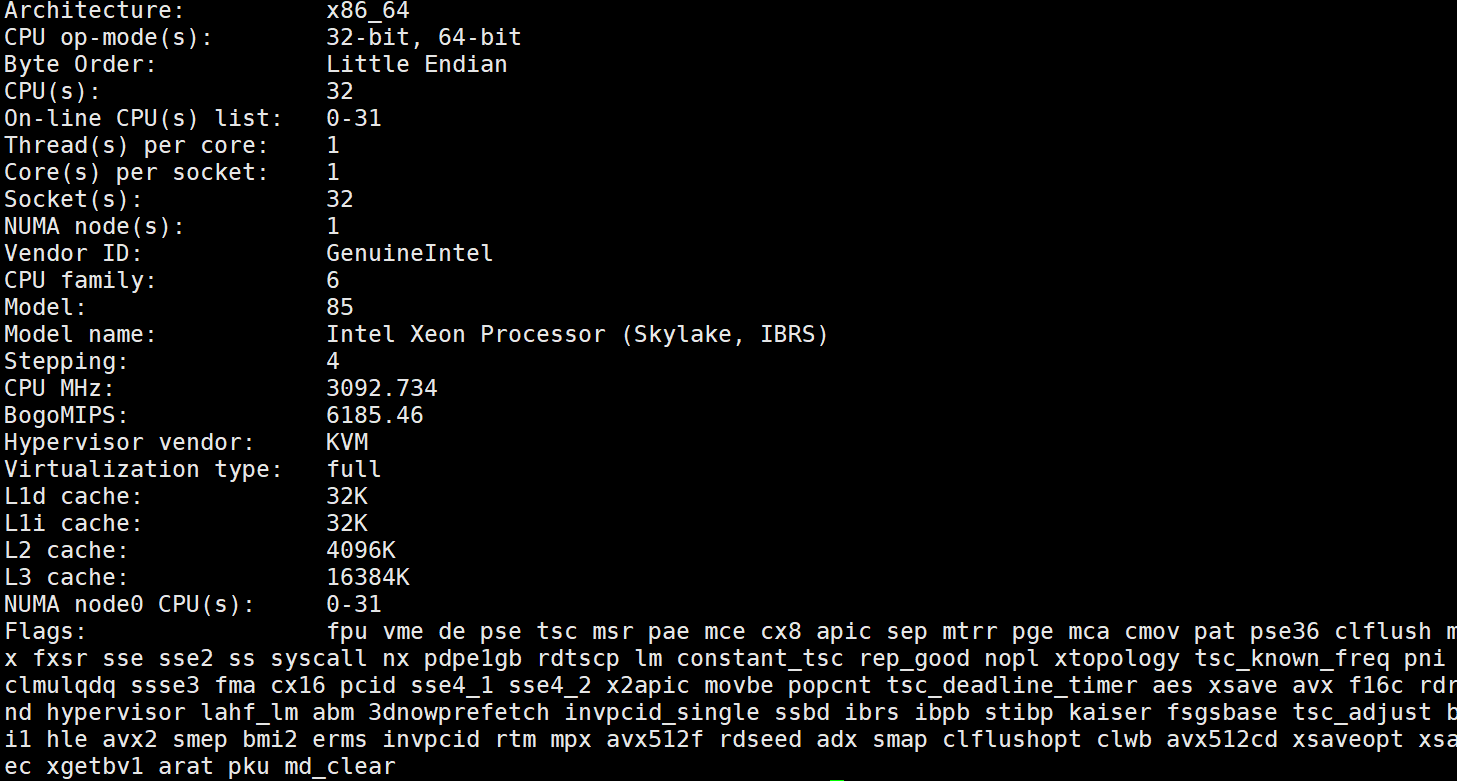 Architecture: x86_64
CPU op-mode(s): 32-bit, 64-bit
Byte Order: Little Endian
CPU(s): 32
On-line CPU(s) list: 0-31
Thread(s) per core: 1
Core(s) per socket: 1
Socket(s): 32
NUMA node(s): 1
Vendor ID: GenuineIntel
CPU family: 6
Model: 85
Model name: Intel Xeon Processor (Skylake, IBRS)
Stepping: 4
CPU MHz: 3092.734
BogoMIPS: 6185.46
Hypervisor vendor: KVM
Virtualization type: full
L1d cache: 32K
L1i cache: 32K
L2 cache: 4096K
L3 cache: 16384K
NUMA node0 CPU(s): 0-31
Flags: fpu vme de pse tsc msr pae mce cx8 apic sep mtrr pge mca cmov pat pse36 clflush m
x fxsr sse sse2 ss syscall nx pdpe1gb rdtscp lm constant_tsc rep_good nopl xtopology tsc_known_freq pni
clmulqdq ssse3 fma cx16 pcid sse4_1 sse4_2 x2apic movbe popcnt tsc_deadline_timer aes xsave avx f16c rdr
nd hypervisor lahf_lm abm 3dnowprefetch invpcid_single ssbd ibrs ibpb stibp kaiser fsgsbase tsc_adjust b
i1 hle avx2 smep bmi2 erms invpcid rtm mpx avx512f rdseed adx smap clflushopt clwb avx512cd xsaveopt xsa
ec xgetbv1 arat pku md_clear